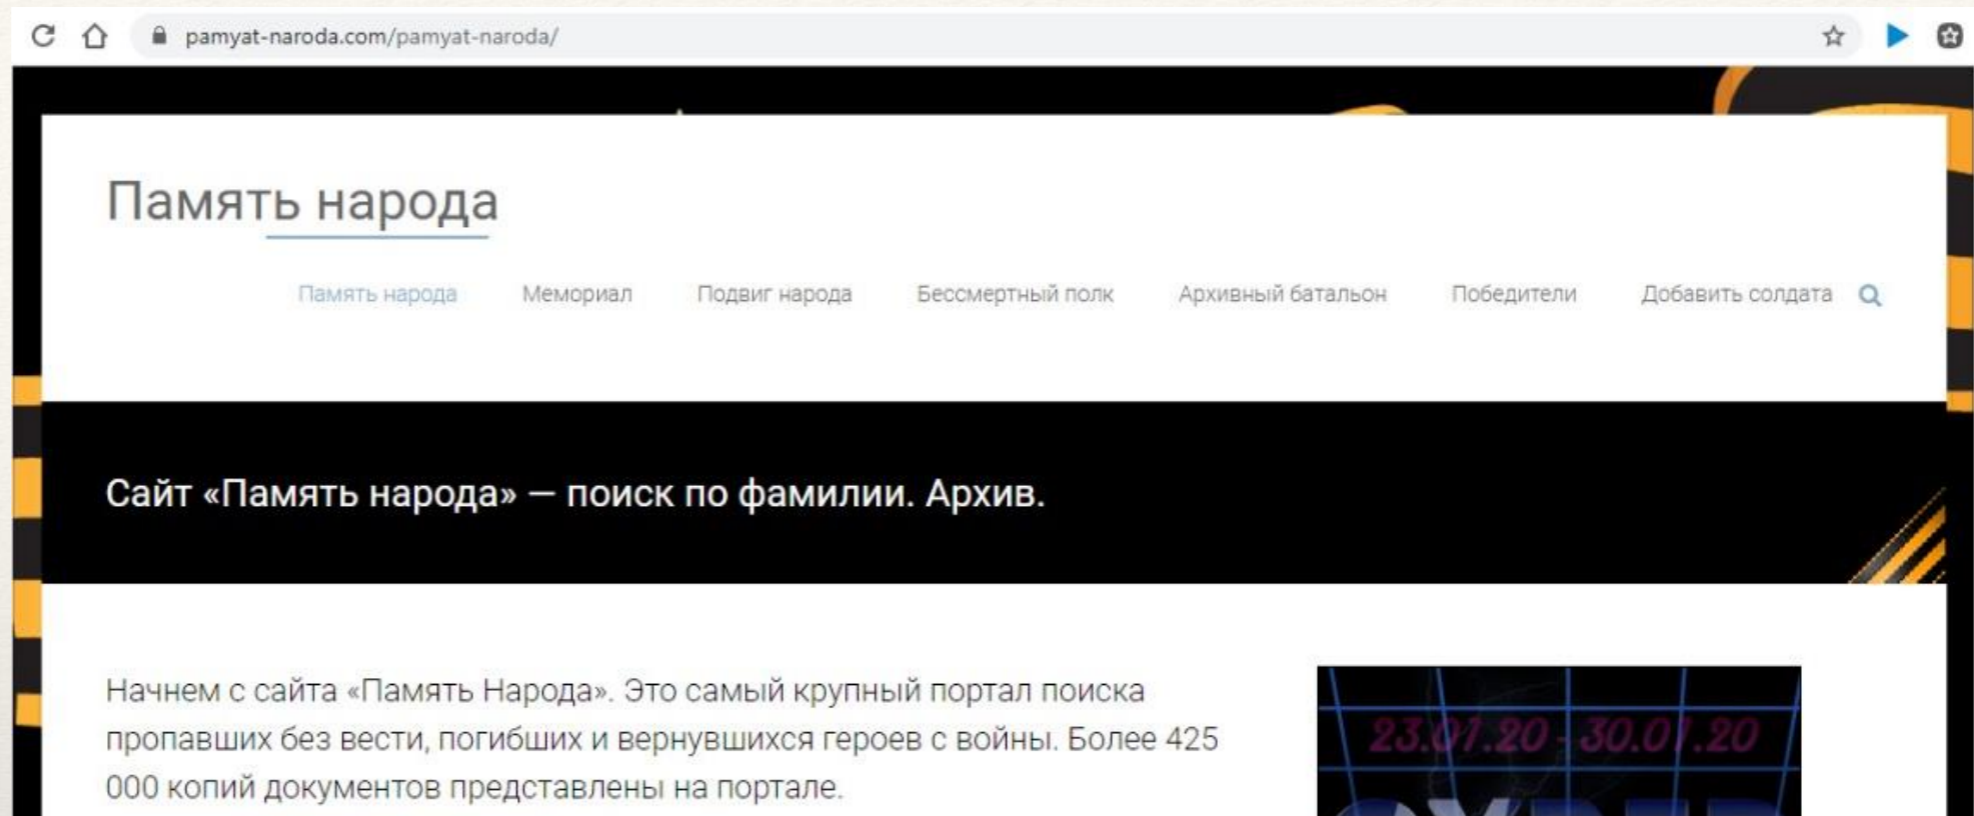 pamyat-naroda.com/pamyat-naroda/
Память народа
Память народа Мемориал Подвиг народа Бессмертный полк Архивный батальон Победители Добавить солдата
Сайт «Память народа» — поиск по фамилии. Архив.
Начнем с сайта «Память Народа». Это самый крупный портал поиска
пропавших без вести, погибших и вернувшихся героев с войны. Более 425
000 копий документов представлены на портале.
23.01.20 - 30.01.20